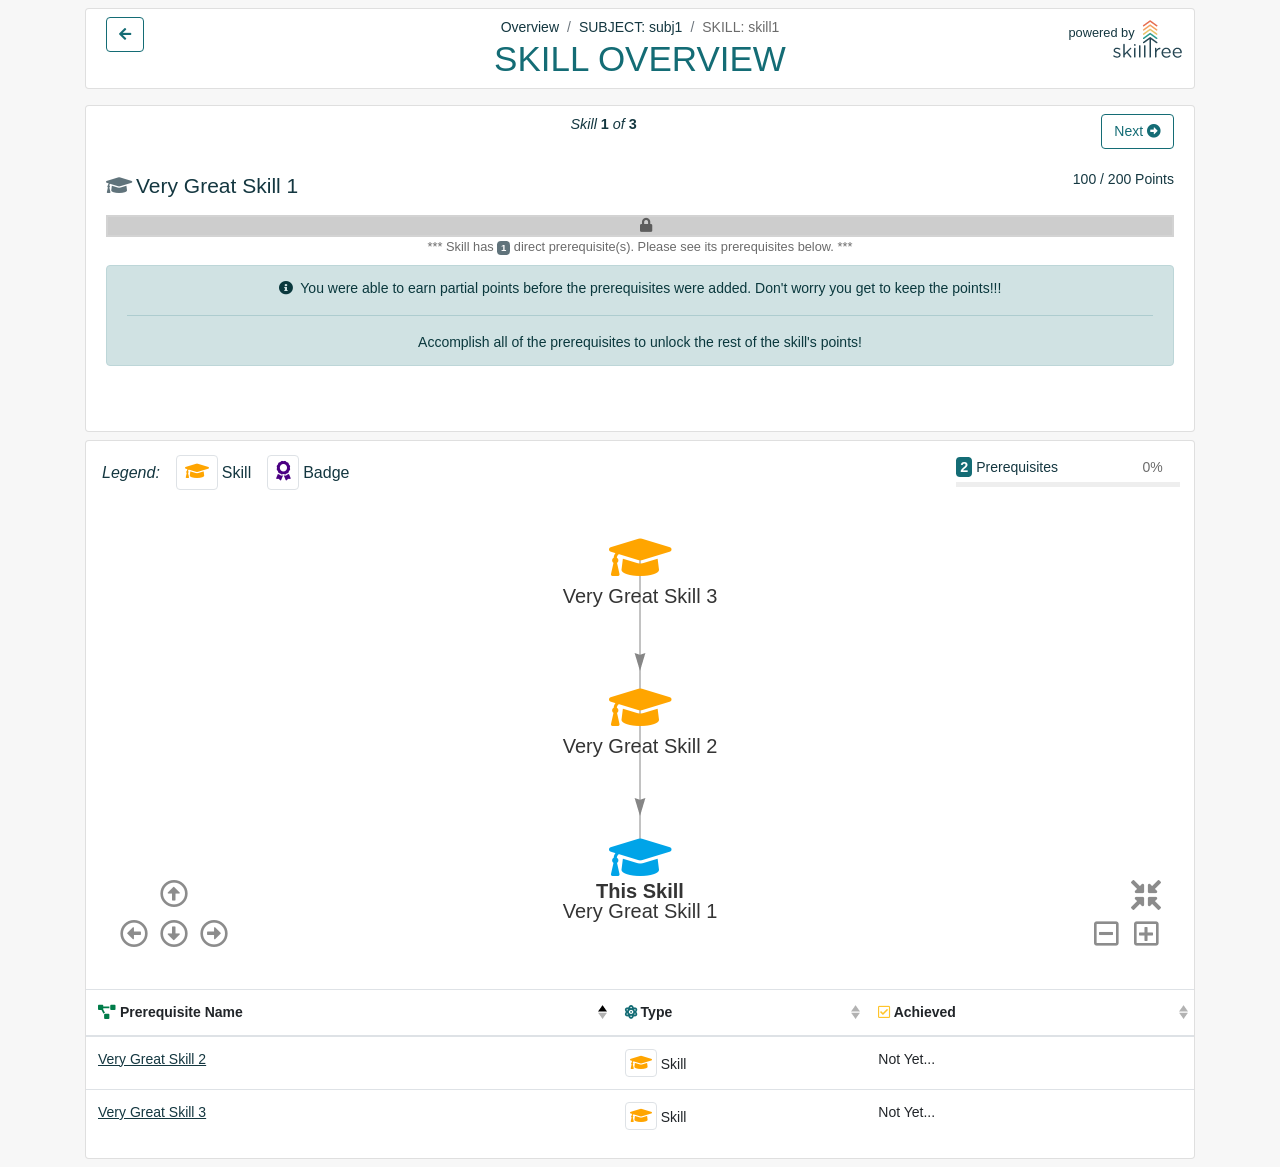 Overview / SUBJECT: subj1 / SKILL: skill1
SKILL OVERVIEW
powered by
skilltree
Skill 1 of 3
Next
Very Great Skill 1
100 / 200 Points
*** Skill has 1 direct prerequisite(s). Please see its prerequisites below. ***
You were able to earn partial points before the prerequisites were added. Don't worry you get to keep the points!!!
Accomplish all of the prerequisites to unlock the rest of the skill's points!
Legend: Skill Badge
2 Prerequisites 0%
Very Great Skill 3
Very Great Skill 2
This Skill
Very Great Skill 1
Prerequisite Name Type Achieved
Very Great Skill 2 Skill Not Yet...
Very Great Skill 3 Skill Not Yet...